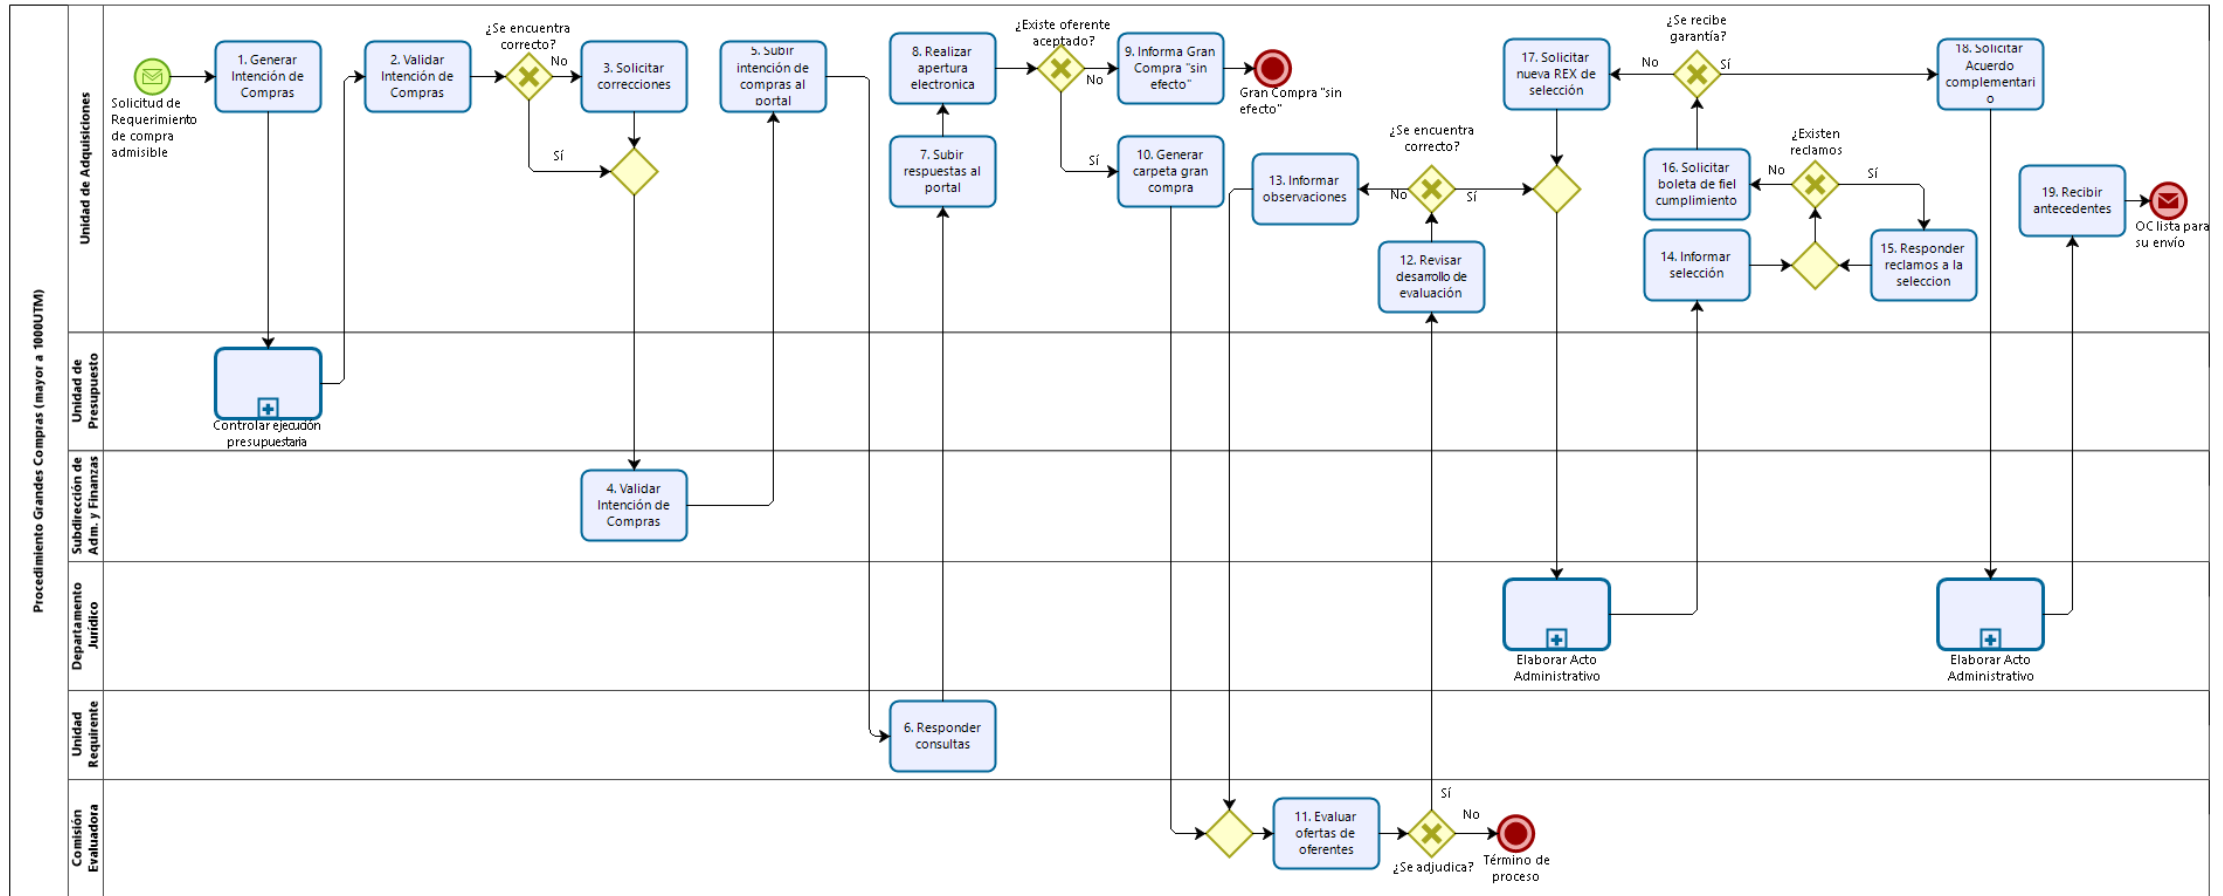 Procedimiento Grandes Compras (mayor a 1000UTM)
Unidad de Adquisiciones
Solicitud de
Requerimiento
de compra
admisible
1. Generar
Intención de
Compras
2. Validar
Intención de
Compras
¿Se encuentra
correcto?
No
Sí
3. Solicitar
correcciones
5. Subir
intención de
compras al
portal
8. Realizar
apertura
electronica
7. Subir
respuestas al
portal
¿Existe oferente
aceptado?
No
Sí
9. Informa Gran
Compra "sin
efecto"
Gran Compra "sin
efecto"
10. Generar
carpeta gran
compra
13. Informar
observaciones
¿Se encuentra
correcto?
No
Sí
12. Revisar
desarrollo de
evaluación
17. Solicitar
nueva REX de
selección
¿Se recibe
garantía?
No
Sí
16. Solicitar
boleta de fiel
cumplimiento
¿Existen
reclamos
No
Sí
14. Informar
selección
15. Responder
reclamos a la
seleccion
18. Solicitar
Acuerdo
complementari
o
19. Recibir
antecedentes
OC lista para
su envío
Unidad de
Presupuesto
Controlar ejecución
presupuestaria
Subdirección de
Adm. y Finanzas
4. Validar
Intención de
Compras
Departamento
Jurídico
Elaborar Acto
Administrativo
Elaborar Acto
Administrativo
Unidad
Requirente
6. Responder
consultas
Comisión
Evaluadora
11. Evaluar
ofertas de
oferentes
Sí
No
¿Se adjudica?
Término de
proceso